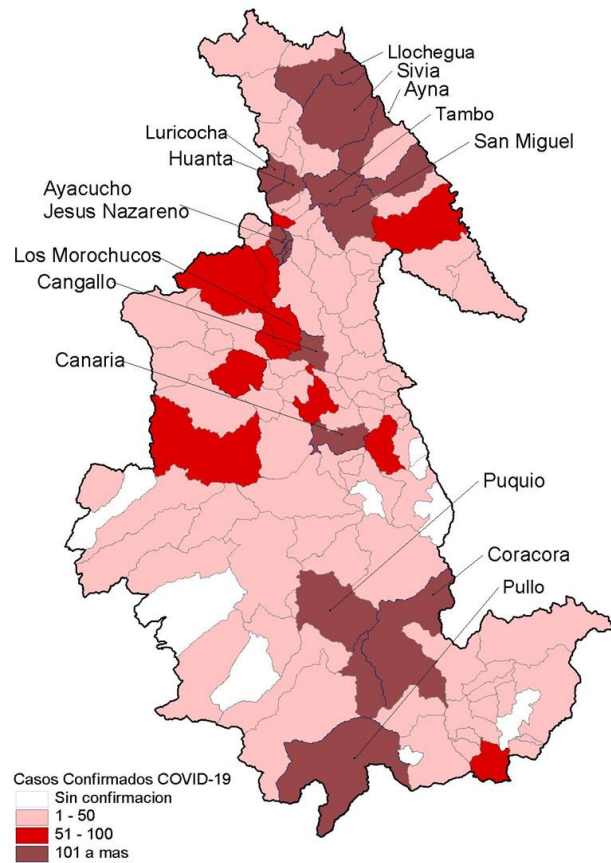 Llochegua
Sivia
Ayna
Tambo
Luricocha
San Miguel
Huanta
Ayacucho
Jesus Nazareno
Los Morochucos
Cangallo
Canaria
Puquio
Coracora
Pullo
Casos Confirmados COVID-19
Sin confirmacion
1 - 50
51 - 100
101 a mas